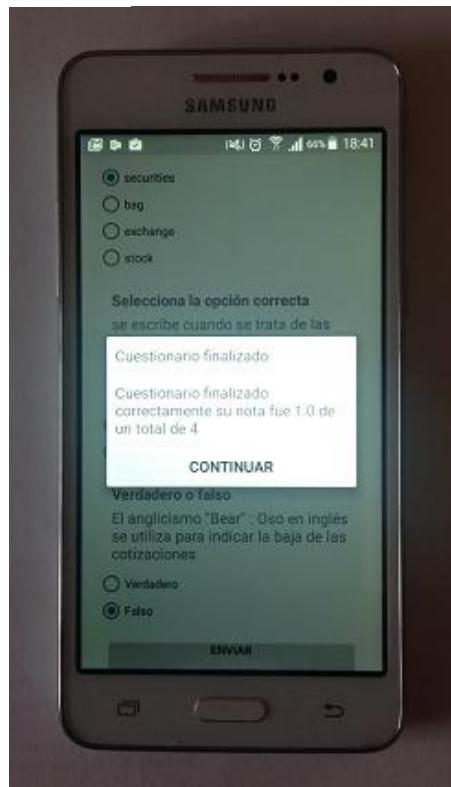 SAMSUNG
66% 18:41
securities
bag
exchange
stock
Selecciona la opción correcta
se escribe cuando se trata de las
Cuestionario finalizado
Cuestionario finalizado
correctamente su nota fue 1.0 de
un total de 4
CONTINUAR
Verdadero o falso
El anglicismo "Bear" : Oso en inglés
se utiliza para indicar la baja de las
cotizaciones
Verdadero
Falso
ENVIAR